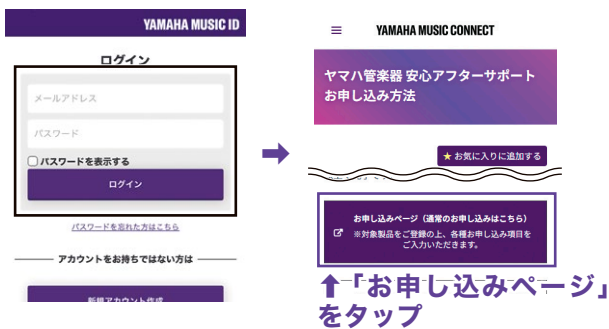 YAMAHA MUSIC ID
ログイン
メールアドレス
パスワード
パスワードを表示する
ログイン
パスワードを忘れた方はこちら
アカウントをお持ちではない方は
新規アカウント作成
YAMAHA MUSIC CONNECT
ヤマハ管楽器 安心アフターサポート
お申し込み方法
★ お気に入りに追加する
お申し込みページ（通常のお申し込みはこちら）
※対象製品をご登録の上、各種お申し込み項目を
ご入力いただきます。
⬆「お申し込みページ」
をタップ